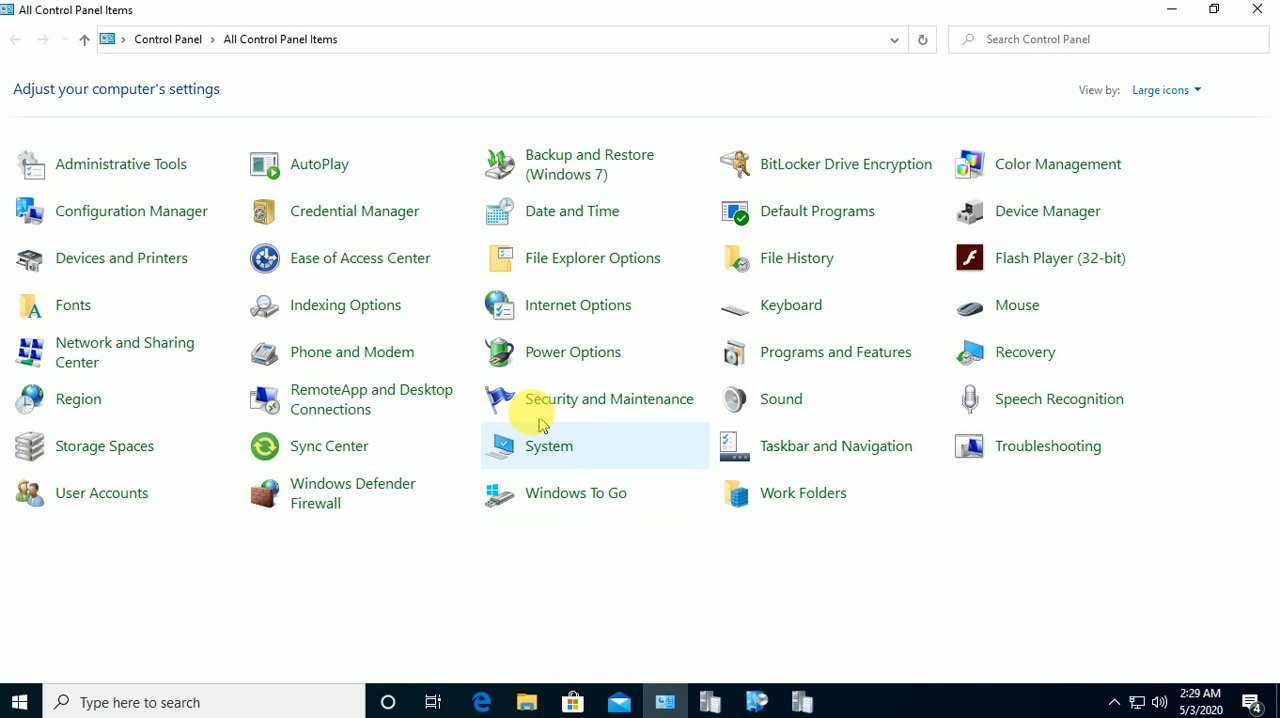 All Control Panel Items
Control Panel > All Control Panel Items
Search Control Panel
Adjust your computer's settings
View by: Large icons
Administrative Tools
AutoPlay
Backup and Restore
(Windows 7)
BitLocker Drive Encryption
Color Management
Configuration Manager
Credential Manager
Date and Time
Default Programs
Device Manager
Devices and Printers
Ease of Access Center
File Explorer Options
File History
Flash Player (32-bit)
Fonts
Indexing Options
Internet Options
Keyboard
Mouse
Network and Sharing
Center
Phone and Modem
Power Options
Programs and Features
Recovery
Region
RemoteApp and Desktop
Connections
Security and Maintenance
Sound
Speech Recognition
Storage Spaces
Sync Center
System
Taskbar and Navigation
Troubleshooting
User Accounts
Windows Defender
Firewall
Windows To Go
Work Folders
Type here to search
2:29 AM
5/3/2020
4